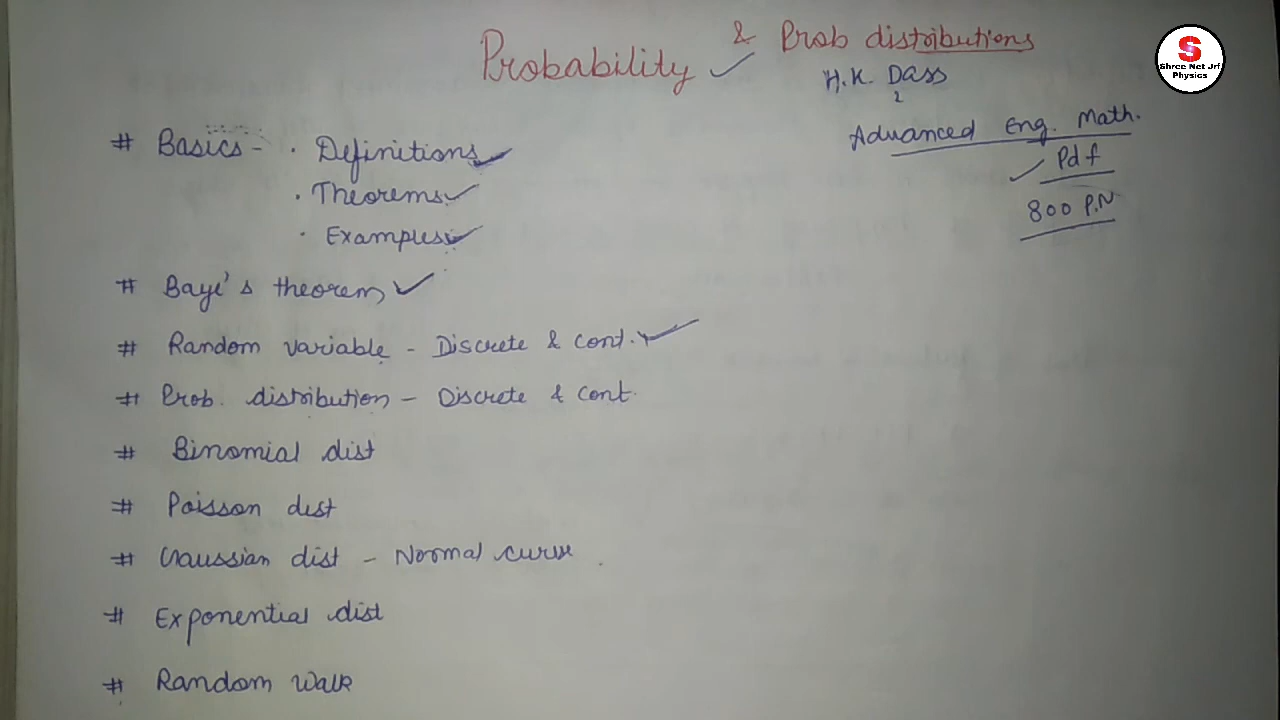 Probability & Prob distributions
H.K. Dass
2
Advanced Eng. Math.
Pdf
800 P.N
# Basics - · Definitions
· Theorems
· Examples
# Baye's theorem
# Random variable - Discrete & cont.
# Prob. distribution - Discrete & cont.
# Binomial dist
# Poisson dist
# Gaussian dist - Normal curve
# Exponential dist
# Random walk
S
Shree Net Jrf
Physics